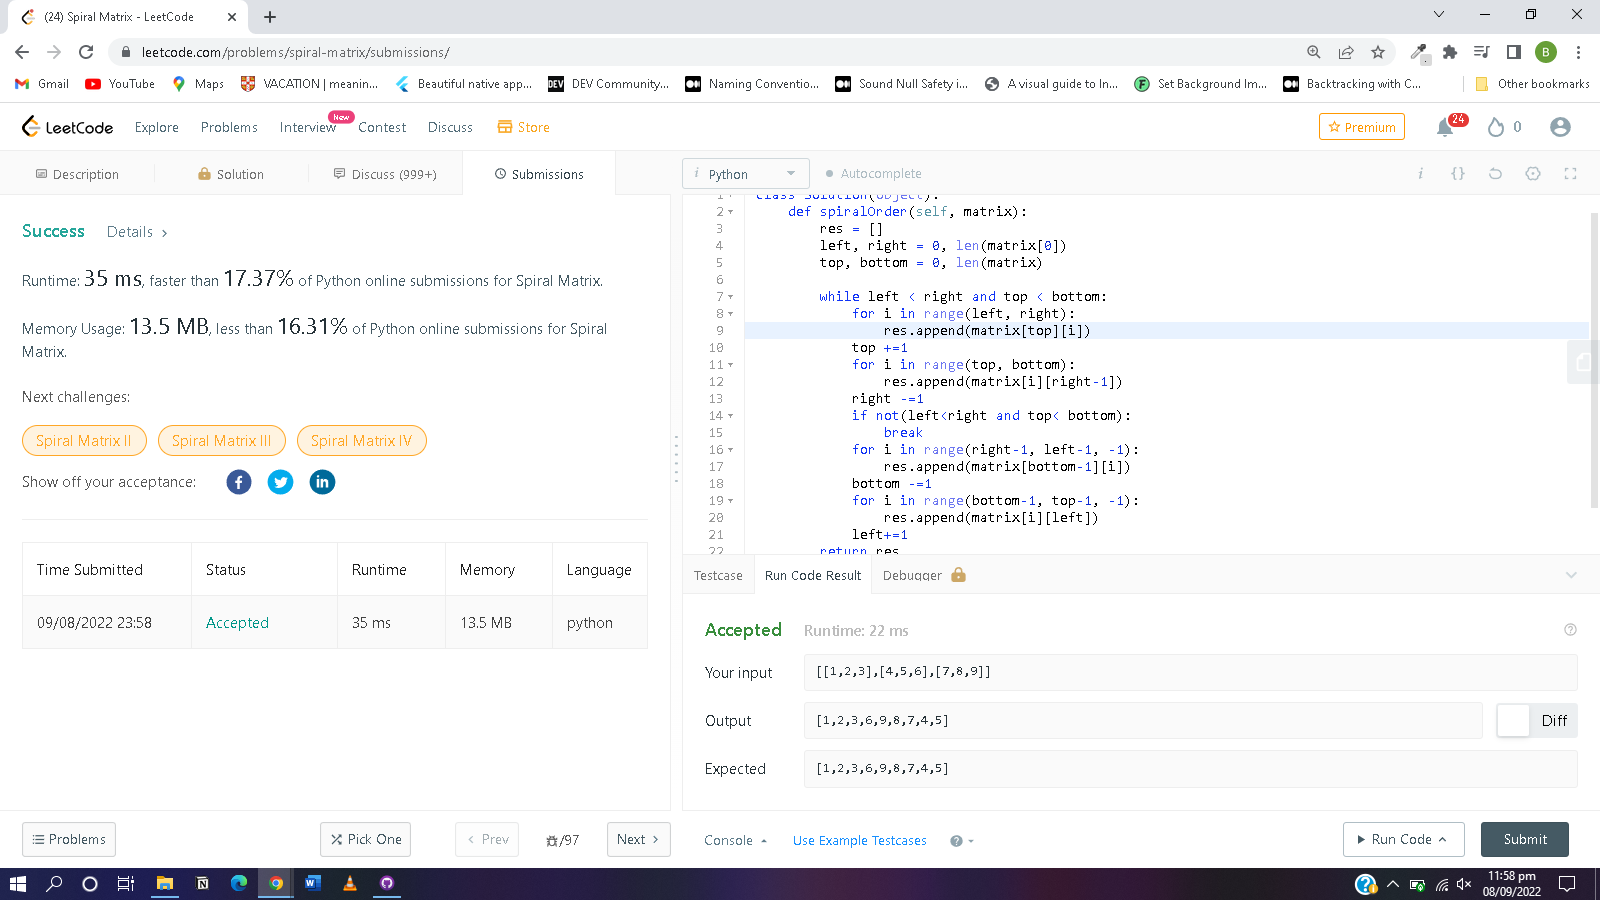 (24) Spiral Matrix - LeetCode
leetcode.com/problems/spiral-matrix/submissions/
B
Gmail YouTube Maps VACATION | meanin... Beautiful native app... DEV Community... Naming Conventio... Sound Null Safety i... A visual guide to In... Set Background Im... Backtracking with C... Other bookmarks
LeetCode Explore Problems Interview New Contest Discuss Store Premium 24 0
Description Solution Discuss (999+) Submissions
i Python Autocomplete
Success Details >
Runtime: 35 ms, faster than 17.37% of Python online submissions for Spiral Matrix.
Memory Usage: 13.5 MB, less than 16.31% of Python online submissions for Spiral
Matrix.
Next challenges:
Spiral Matrix II Spiral Matrix III Spiral Matrix IV
Show off your acceptance:
Time Submitted Status Runtime Memory Language
09/08/2022 23:58 Accepted 35 ms 13.5 MB python
1 class Solution(object):
2 def spiralOrder(self, matrix):
3 res = []
4 left, right = 0, len(matrix[0])
5 top, bottom = 0, len(matrix)
6
7 while left < right and top < bottom:
8 for i in range(left, right):
9 res.append(matrix[top][i])
10 top +=1
11 for i in range(top, bottom):
12 res.append(matrix[i][right-1])
13 right -=1
14 if not(left<right and top< bottom):
15 break
16 for i in range(right-1, left-1, -1):
17 res.append(matrix[bottom-1][i])
18 bottom -=1
19 for i in range(bottom-1, top-1, -1):
20 res.append(matrix[i][left])
21 left+=1
22 return res
Testcase Run Code Result Debugger
Accepted Runtime: 22 ms
Your input [[1,2,3],[4,5,6],[7,8,9]]
Output [1,2,3,6,9,8,7,4,5] Diff
Expected [1,2,3,6,9,8,7,4,5]
Problems Pick One < Prev /97 Next > Console Use Example Testcases Run Code Submit
11:58 pm
08/09/2022